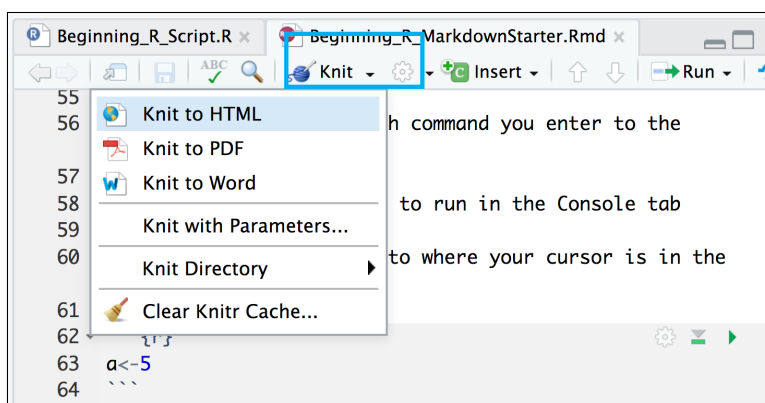 Beginning_R_Script.R × Beginning_R_MarkdownStarter.Rmd ×
ABC Knit Insert Run
55
Knit to HTML
56 h command you enter to the
Knit to PDF
57
Knit to Word
58 to run in the Console tab
59
Knit with Parameters...
60 to where your cursor is in the
Knit Directory
61
Clear Knitr Cache...
62 {r}
63 a<-5
64 ```